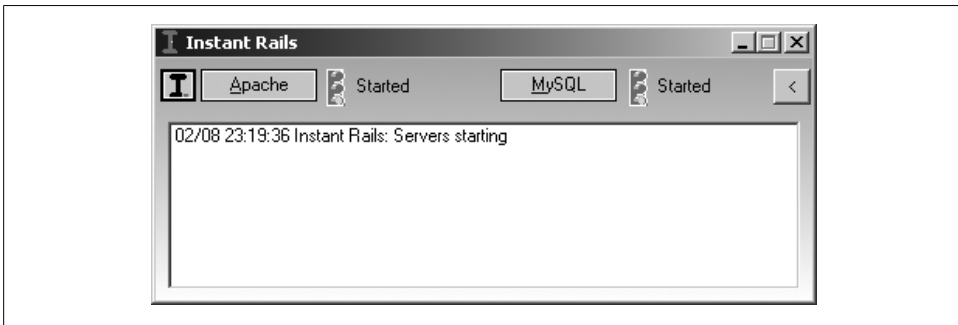 Instant Rails
I Apache Started MySQL Started <
02/08 23:19:36 Instant Rails: Servers starting